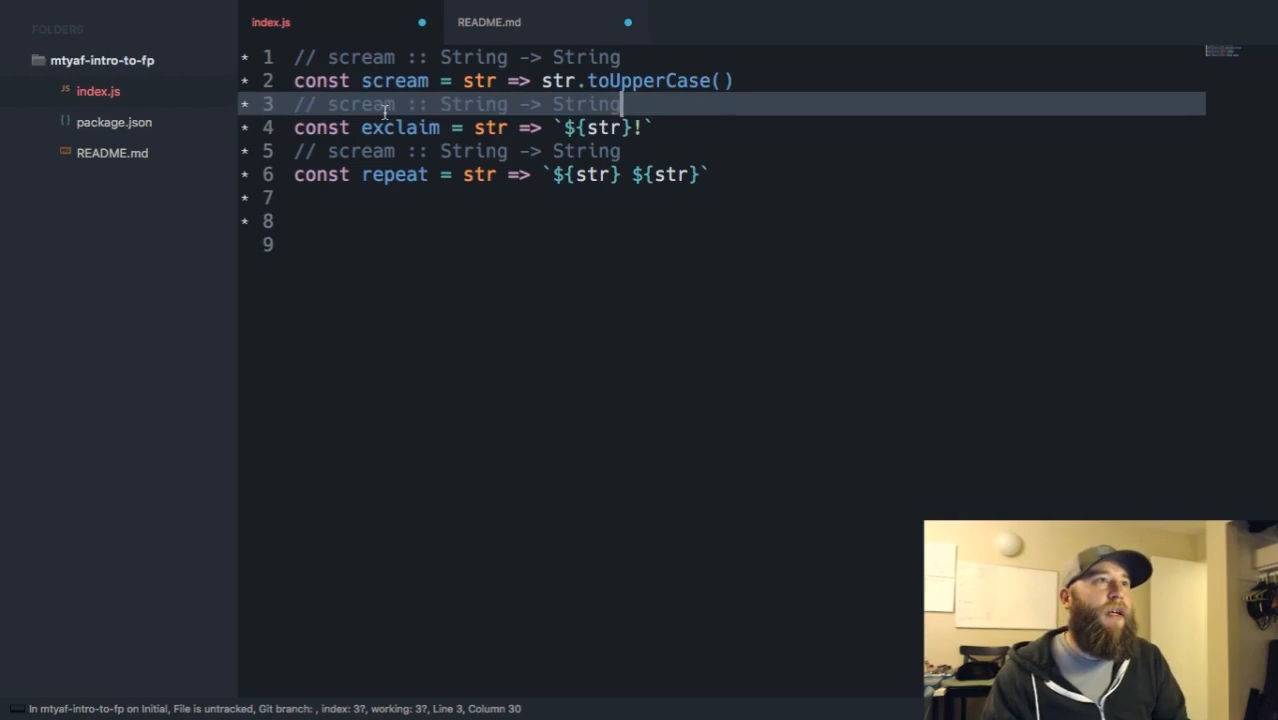 FOLDERS
mtyaf-intro-to-fp
index.js
package.json
README.md
index.js
README.md
* 1 // scream :: String -> String
* 2 const scream = str => str.toUpperCase()
* 3 // scream :: String -> String
* 4 const exclaim = str => `${str}!`
* 5 // scream :: String -> String
* 6 const repeat = str => `${str} ${str}`
* 7
* 8
9
In mtyaf-intro-to-fp on Initial, File is untracked, Git branch: , index: 3?, working: 3?, Line 3, Column 30